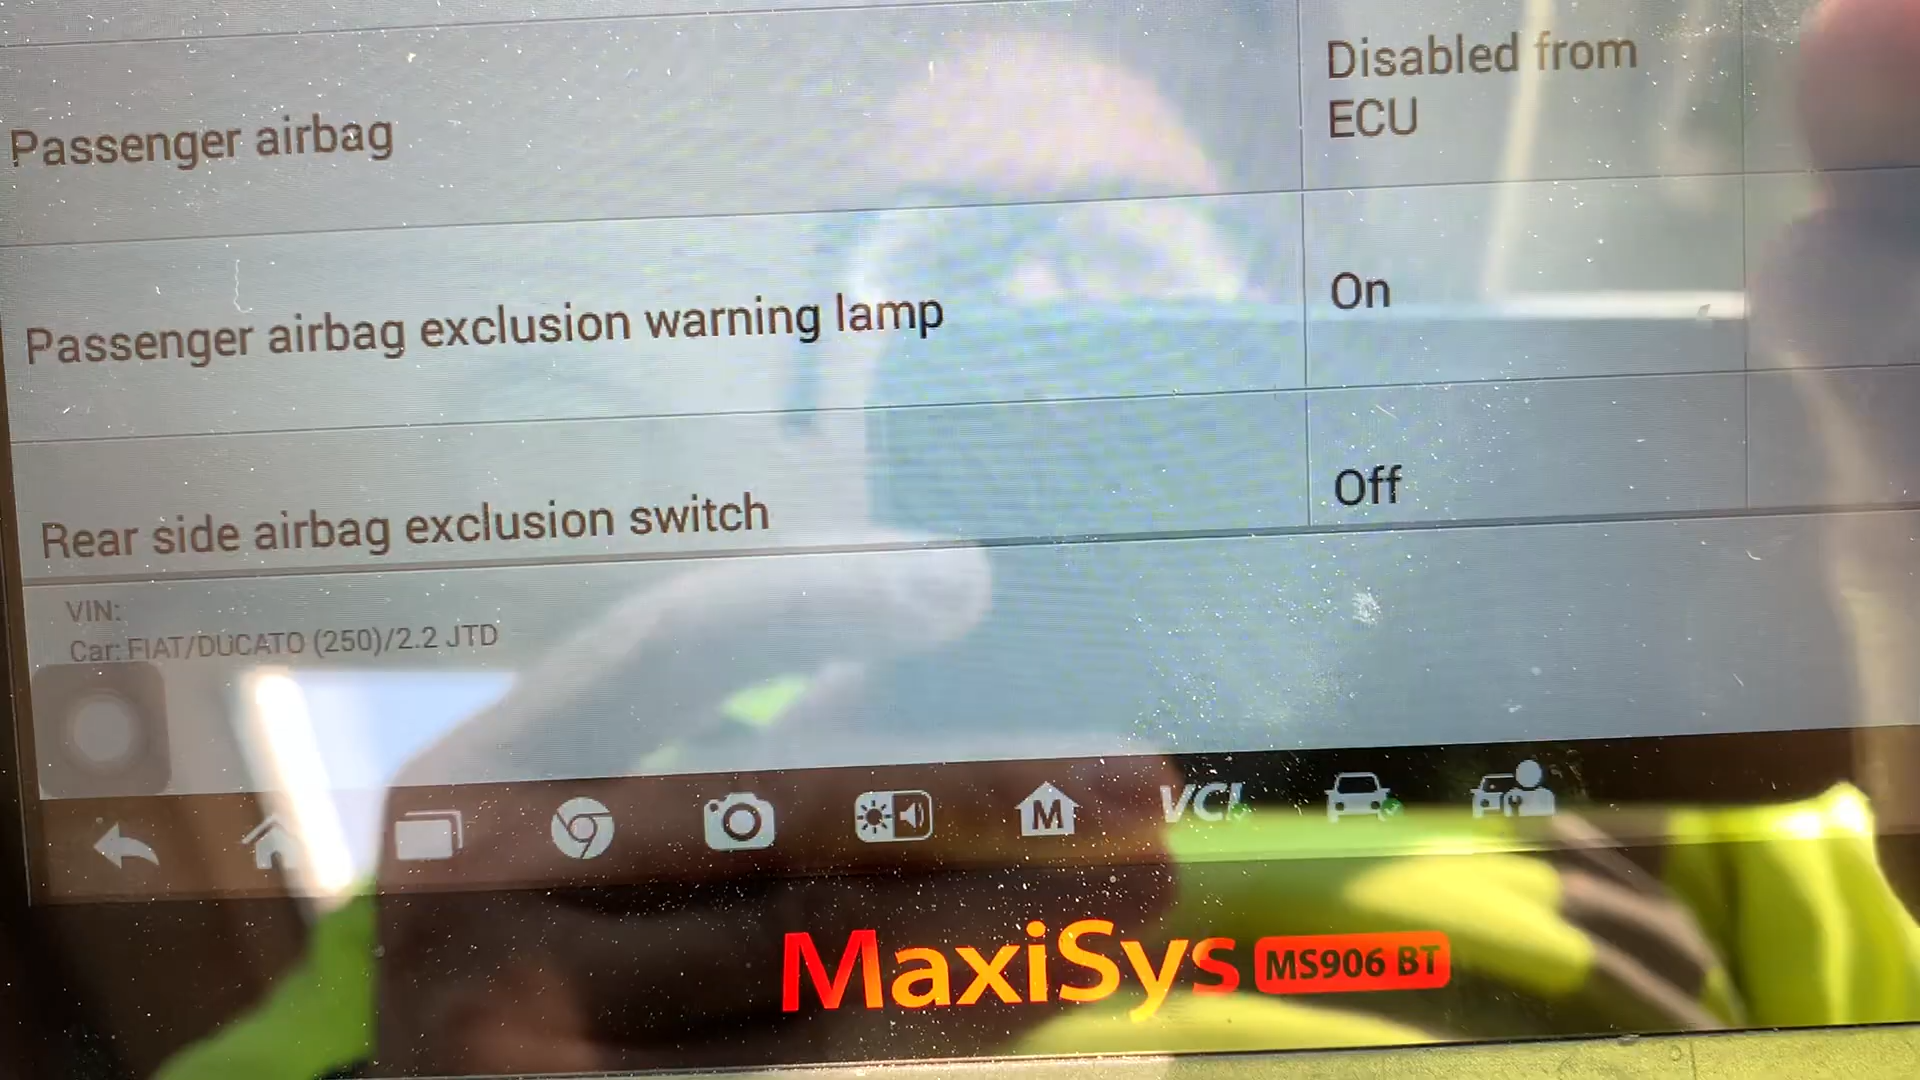 Disabled from
ECU
Passenger airbag
On
Passenger airbag exclusion warning lamp
Off
Rear side airbag exclusion switch
VIN:
Car: FIAT/DUCATO (250)/2.2 JTD
M
VCI
MaxiSys MS906 BT